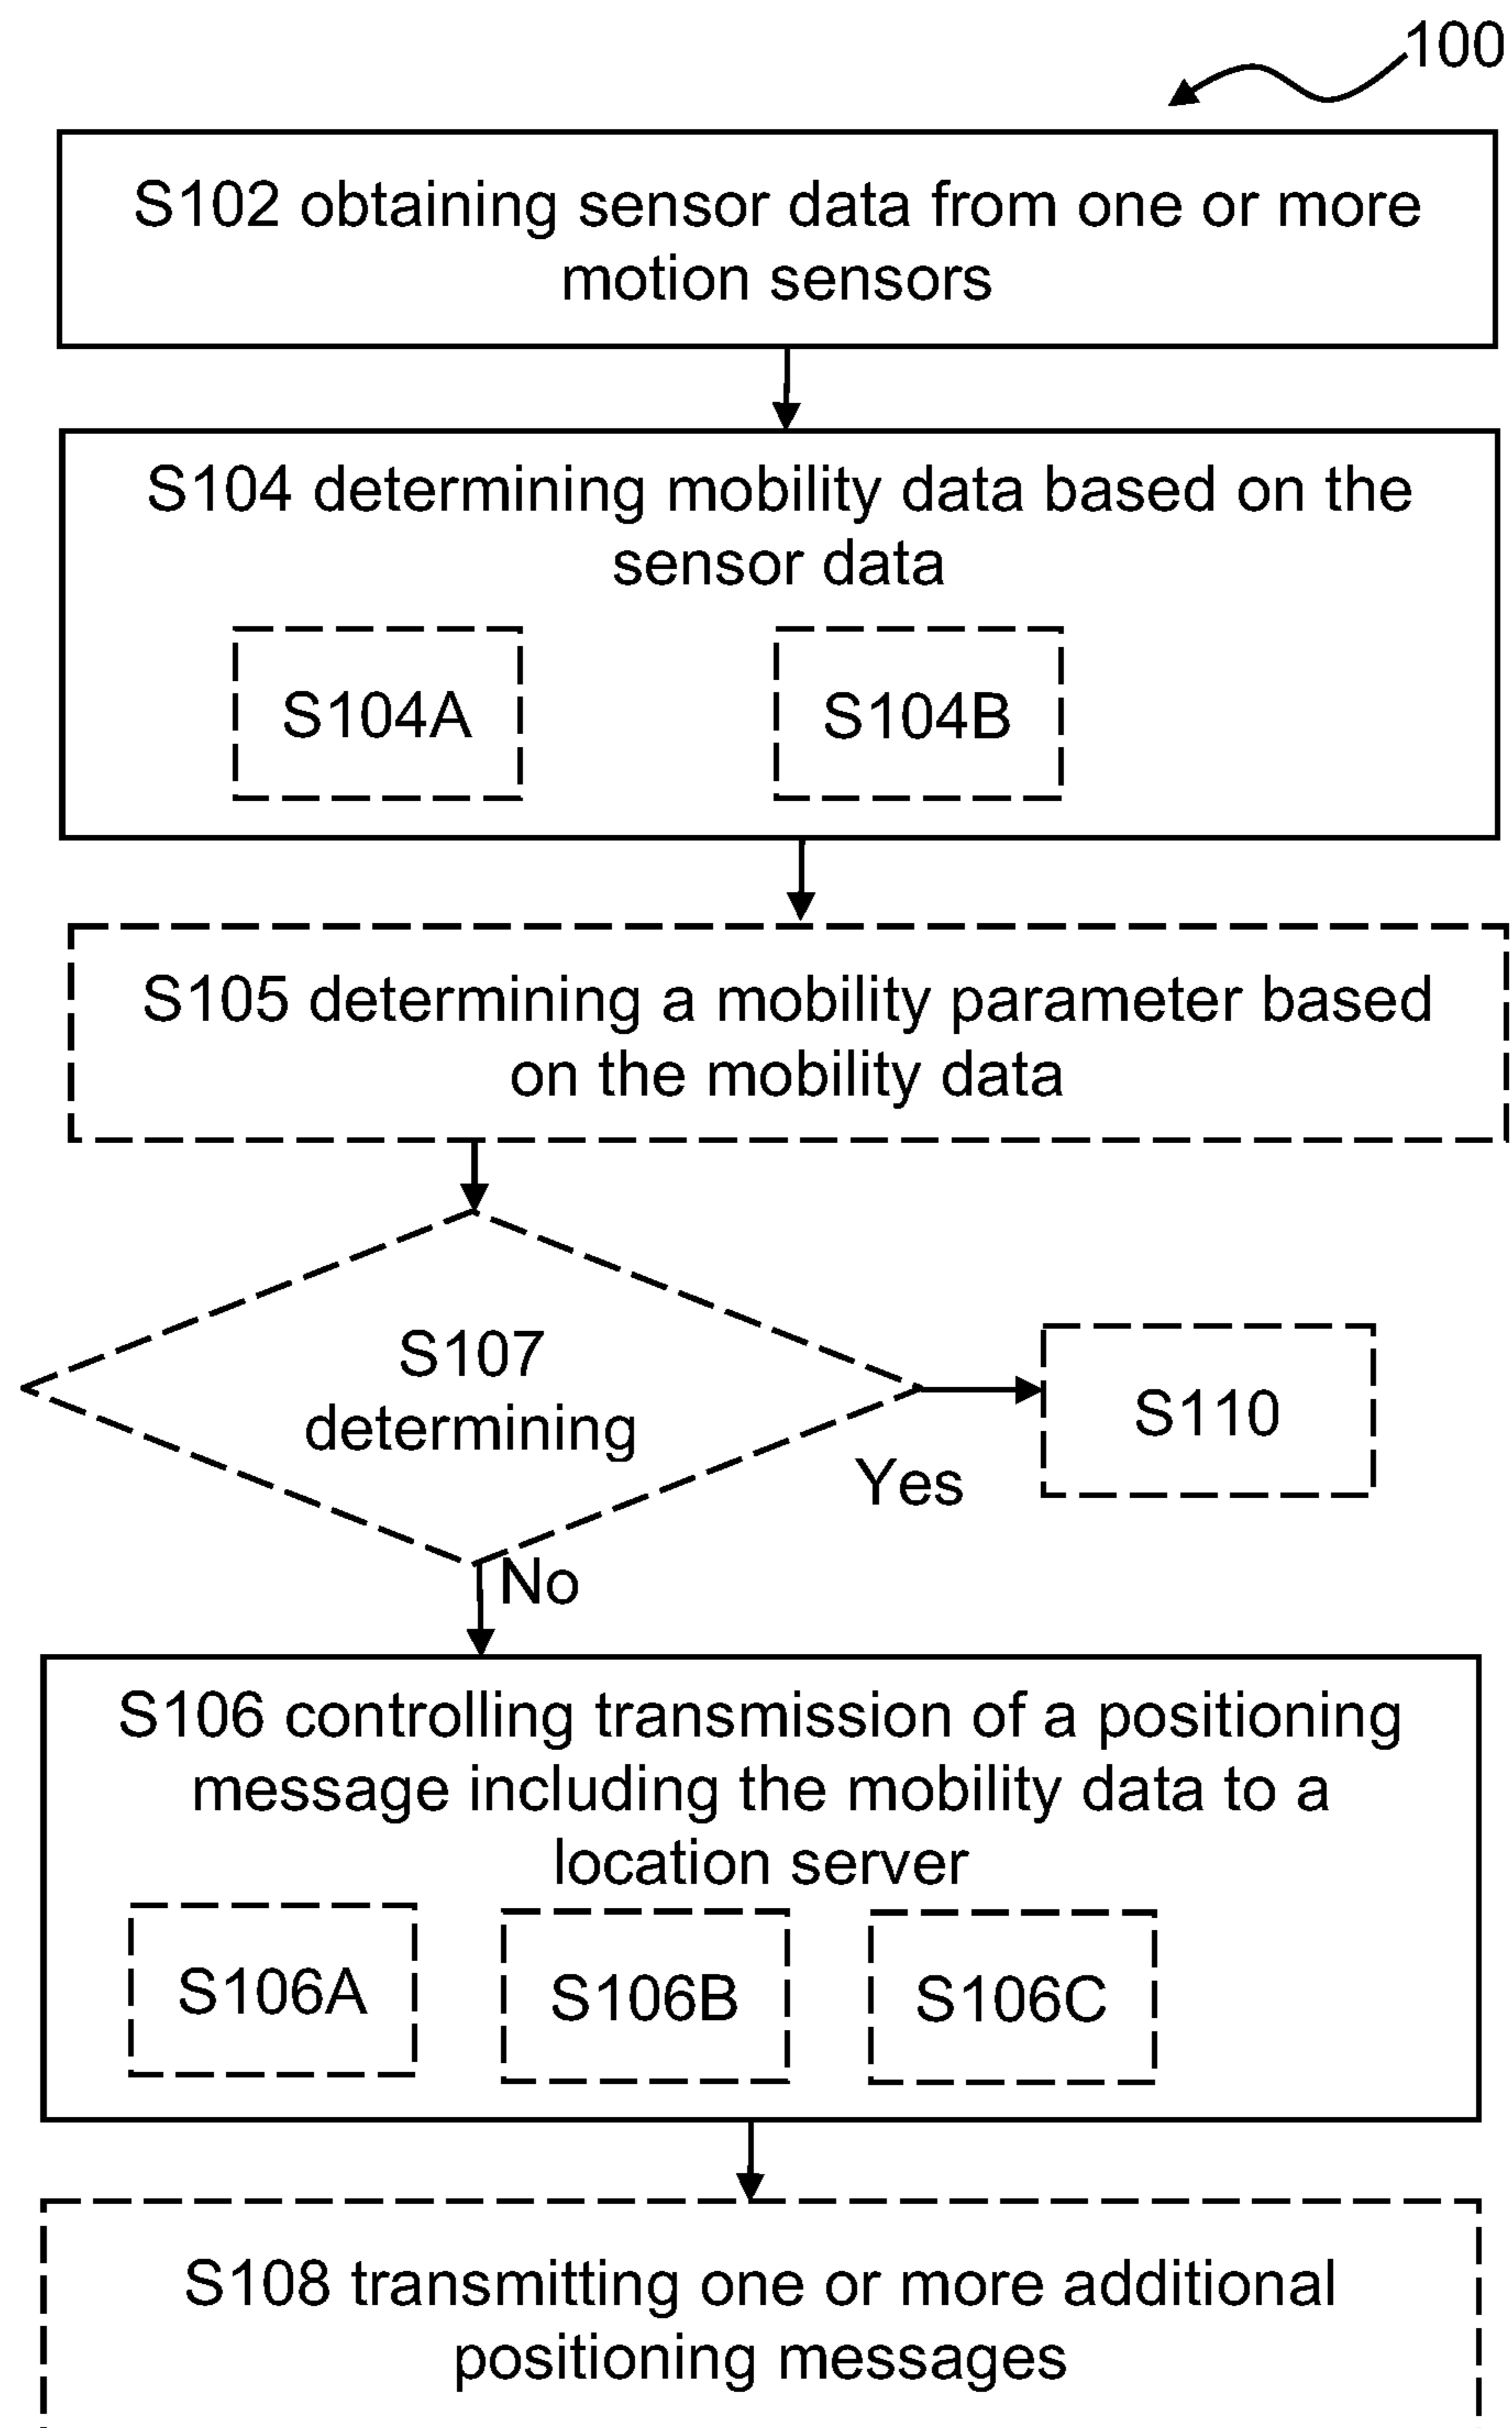 100
S102 obtaining sensor data from one or more
motion sensors
S104 determining mobility data based on the
sensor data
S104A
S104B
S105 determining a mobility parameter based
on the mobility data
S107
determining
S110
Yes
No
S106 controlling transmission of a positioning
message including the mobility data to a
location server
S106A
S106B
S106C
S108 transmitting one or more additional
positioning messages